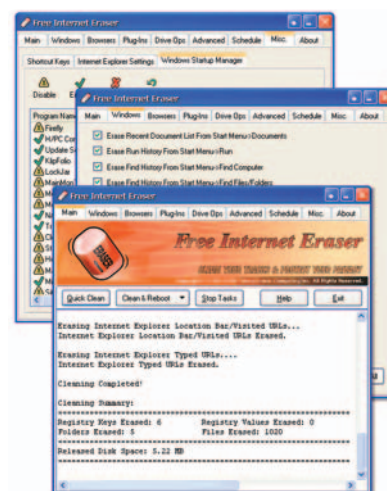 Free Internet Eraser
Main Windows Browsers Plug-Ins Drive Ops Advanced Schedule Misc. About
Shortcut Keys Internet Explorer Settings Windows Startup Manager
Disable
Program Name
Firefly
H/PC Con
Update S
KlipFolio
LockJar
MainMan
Free Internet Eraser
Main Windows Browsers Plug-Ins Drive Ops Advanced Schedule Misc. About
Erase Recent Document List From Start Menu->Documents
Erase Run History From Start Menu->Run
Erase Find History From Start Menu->Find Computer
Erase Find History From Start Menu->Find Files/Folders
Free Internet Eraser
Main Windows Browsers Plug-Ins Drive Ops Advanced Schedule Misc. About
Free Internet Eraser
CLEAN YOUR TRACKS & PROTECT YOUR PRIVACY
All Rights Reserved.
Quick Clean Clean & Reboot Stop Tasks Help Exit
Erasing Internet Explorer Location Bar/Visited URLs...
Internet Explorer Location Bar/Visited URLs Erased.
Erasing Internet Explorer Typed URLs....
Internet Explorer Typed URLs Erased.
Cleaning Completed!
Cleaning Summary:
Registry Keys Erased: 6 Registry Values Erased: 0
Folders Erased: 5 Files Erased: 1020
Released Disk Space: 5.22 MB